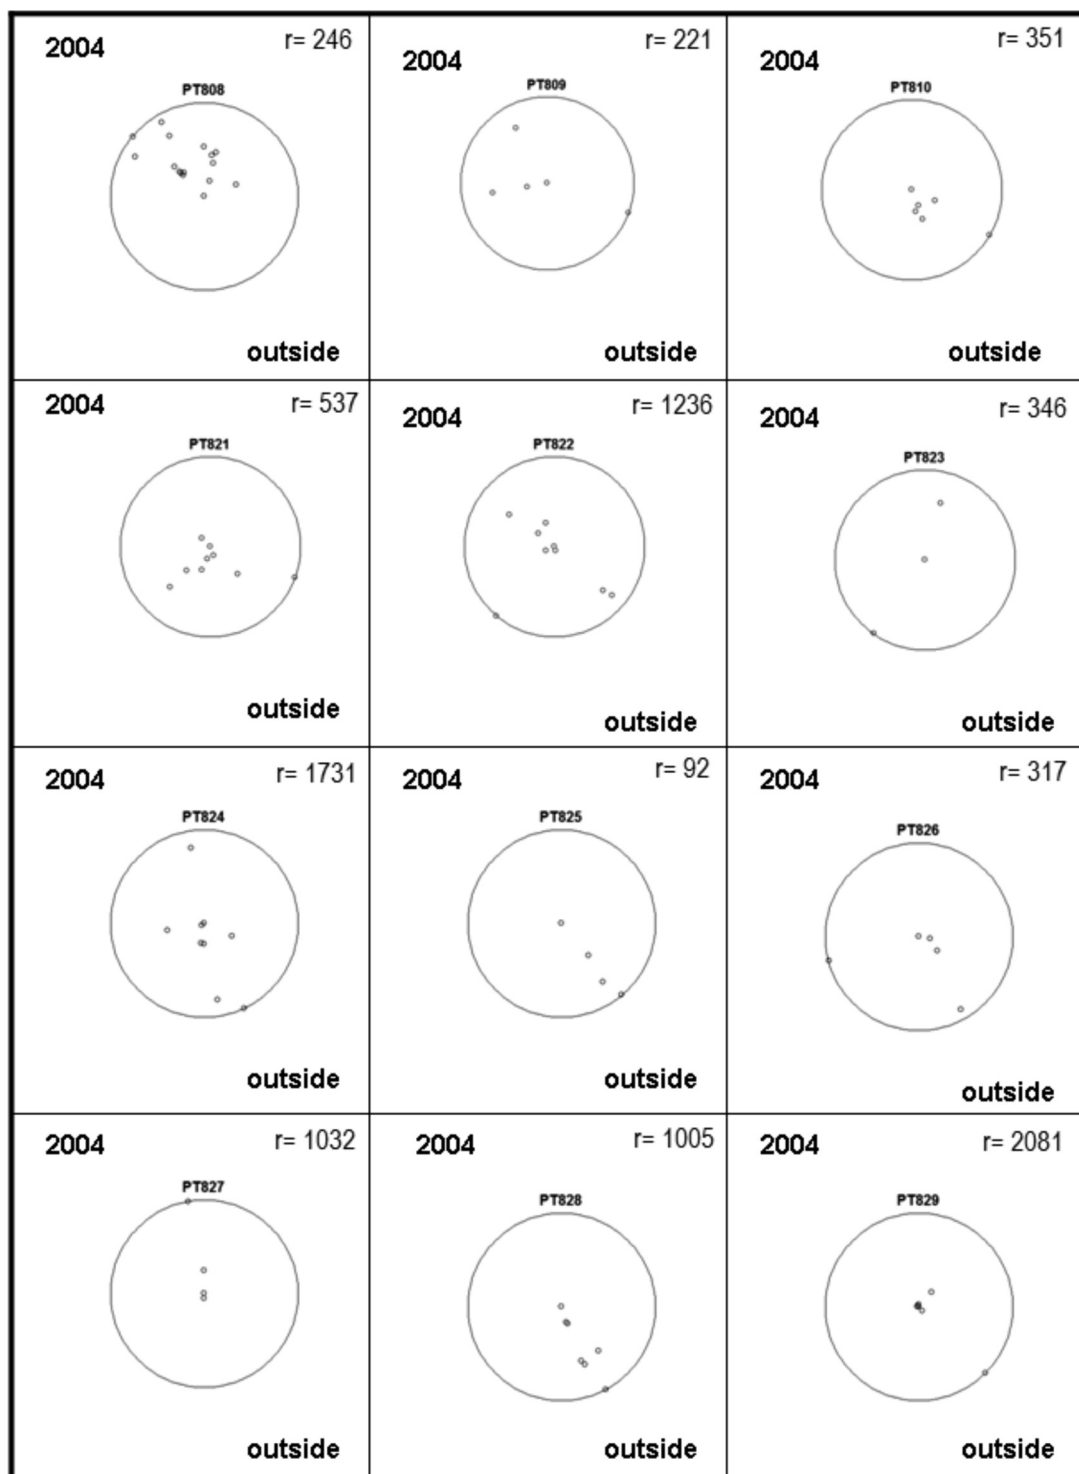 2004 r= 246
PT808
outside
2004 r= 221
PT809
outside
2004 r= 351
PT810
outside
2004 r= 537
PT821
outside
2004 r= 1236
PT822
outside
2004 r= 346
PT823
outside
2004 r= 1731
PT824
outside
2004 r= 92
PT825
outside
2004 r= 317
PT826
outside
2004 r= 1032
PT827
outside
2004 r= 1005
PT828
outside
2004 r= 2081
PT829
outside